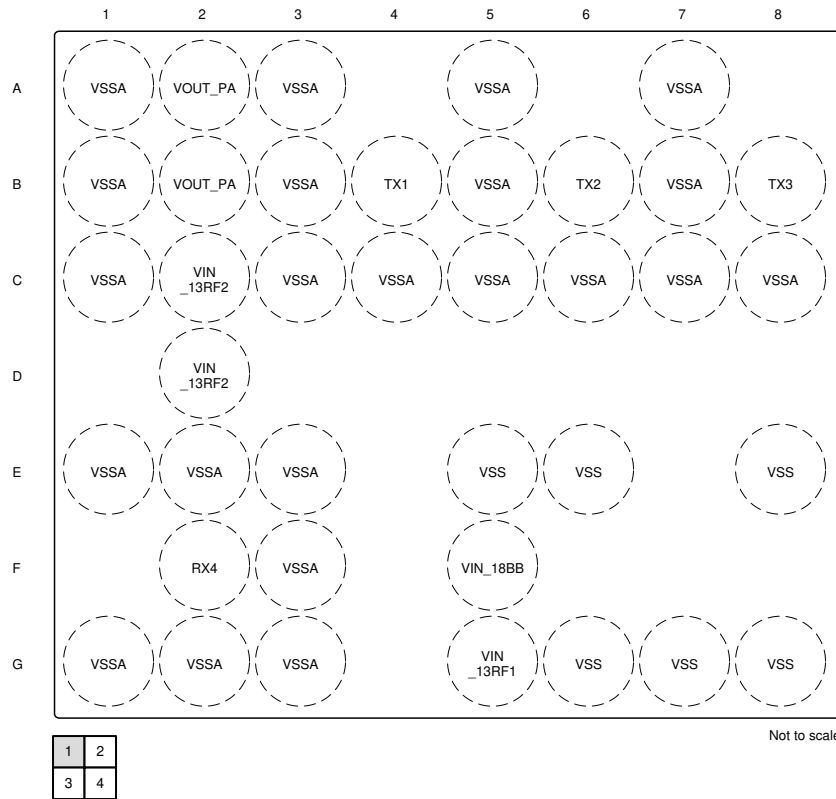 1 2 3 4 5 6 7 8
A VSSA VOUT_PA VSSA VSSA VSSA
B VSSA VOUT_PA VSSA TX1 VSSA TX2 VSSA TX3
C VSSA VIN
_13RF2 VSSA VSSA VSSA VSSA VSSA VSSA
D VIN
_13RF2
E VSSA VSSA VSSA VSS VSS VSS
F RX4 VSSA VIN_18BB
G VSSA VSSA VSSA VIN
_13RF1 VSS VSS VSS
Not to scale
1 2
3 4